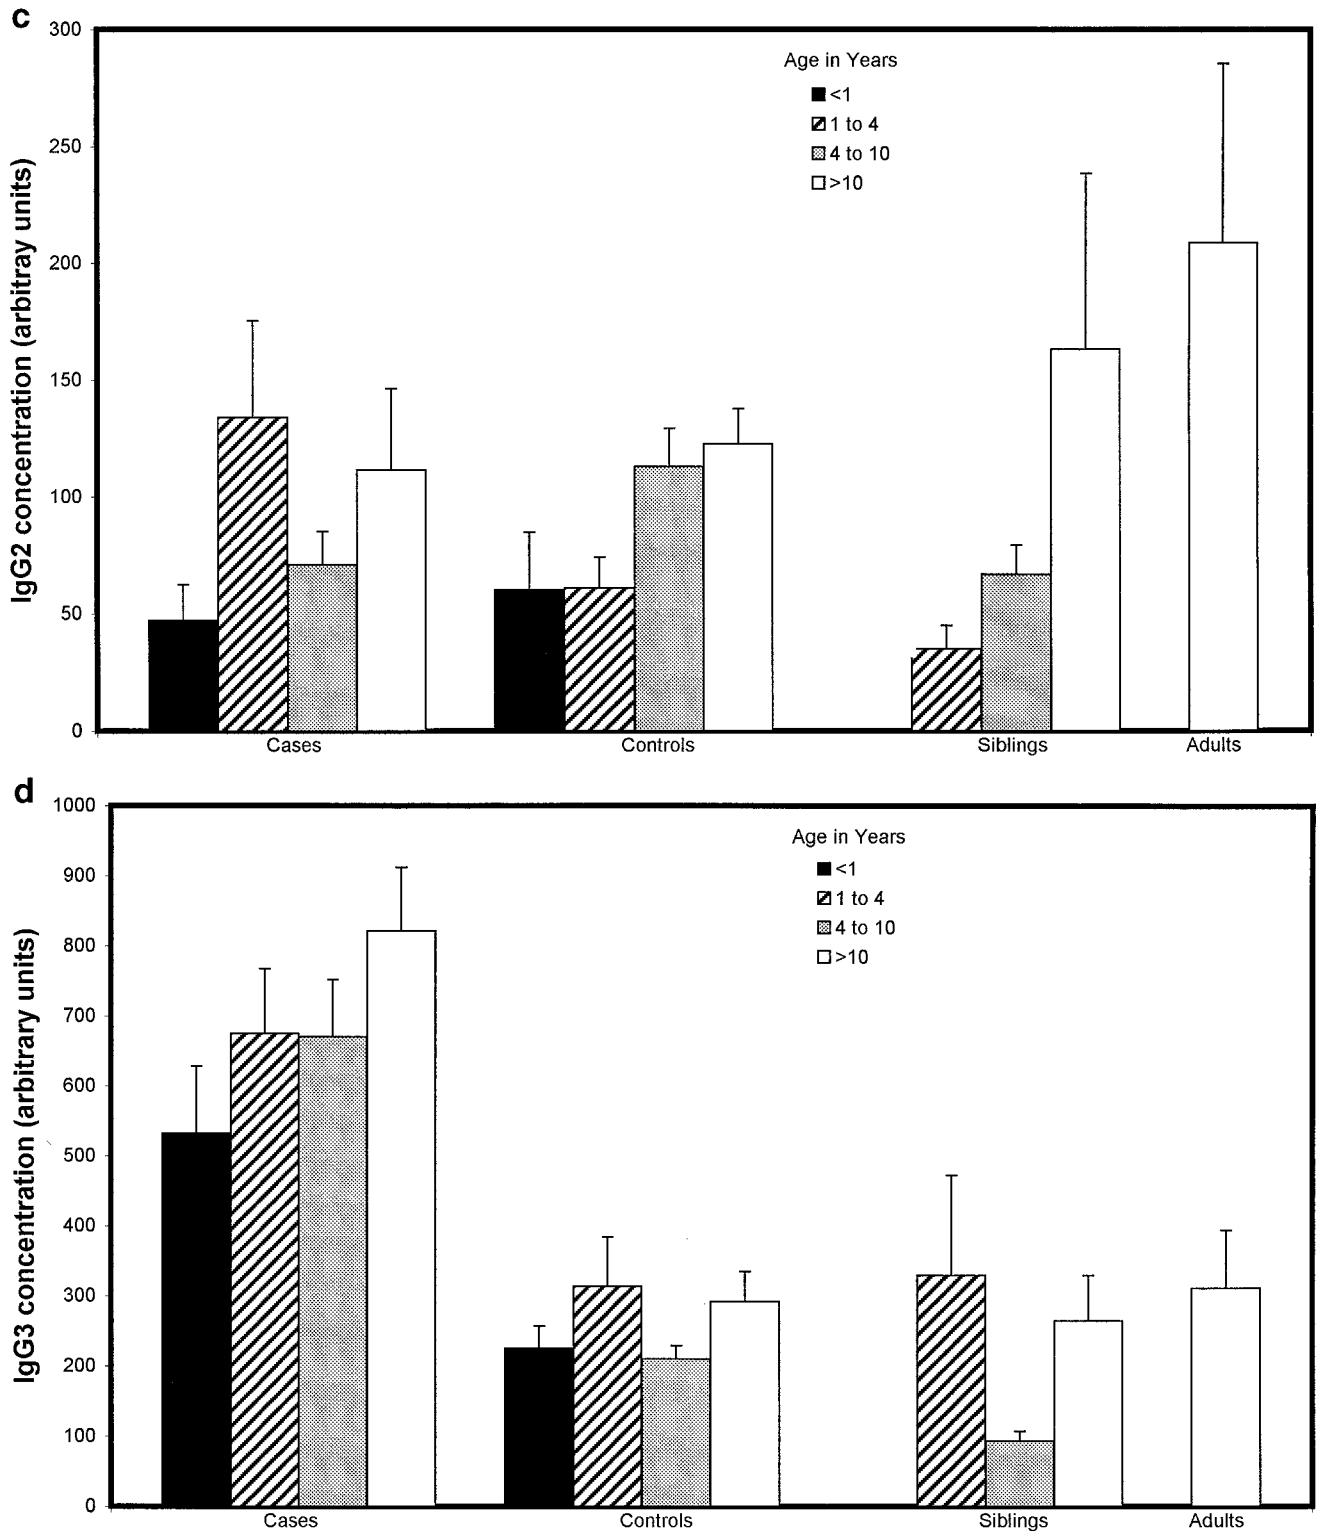 c
300
250
200
150
100
50
0
IgG2 concentration (arbitray units)
Age in Years
<1
1 to 4
4 to 10
>10
Cases Controls Siblings Adults
d
1000
900
800
700
600
500
400
300
200
100
0
IgG3 concentration (arbitrary units)
Age in Years
<1
1 to 4
4 to 10
>10
Cases Controls Siblings Adults